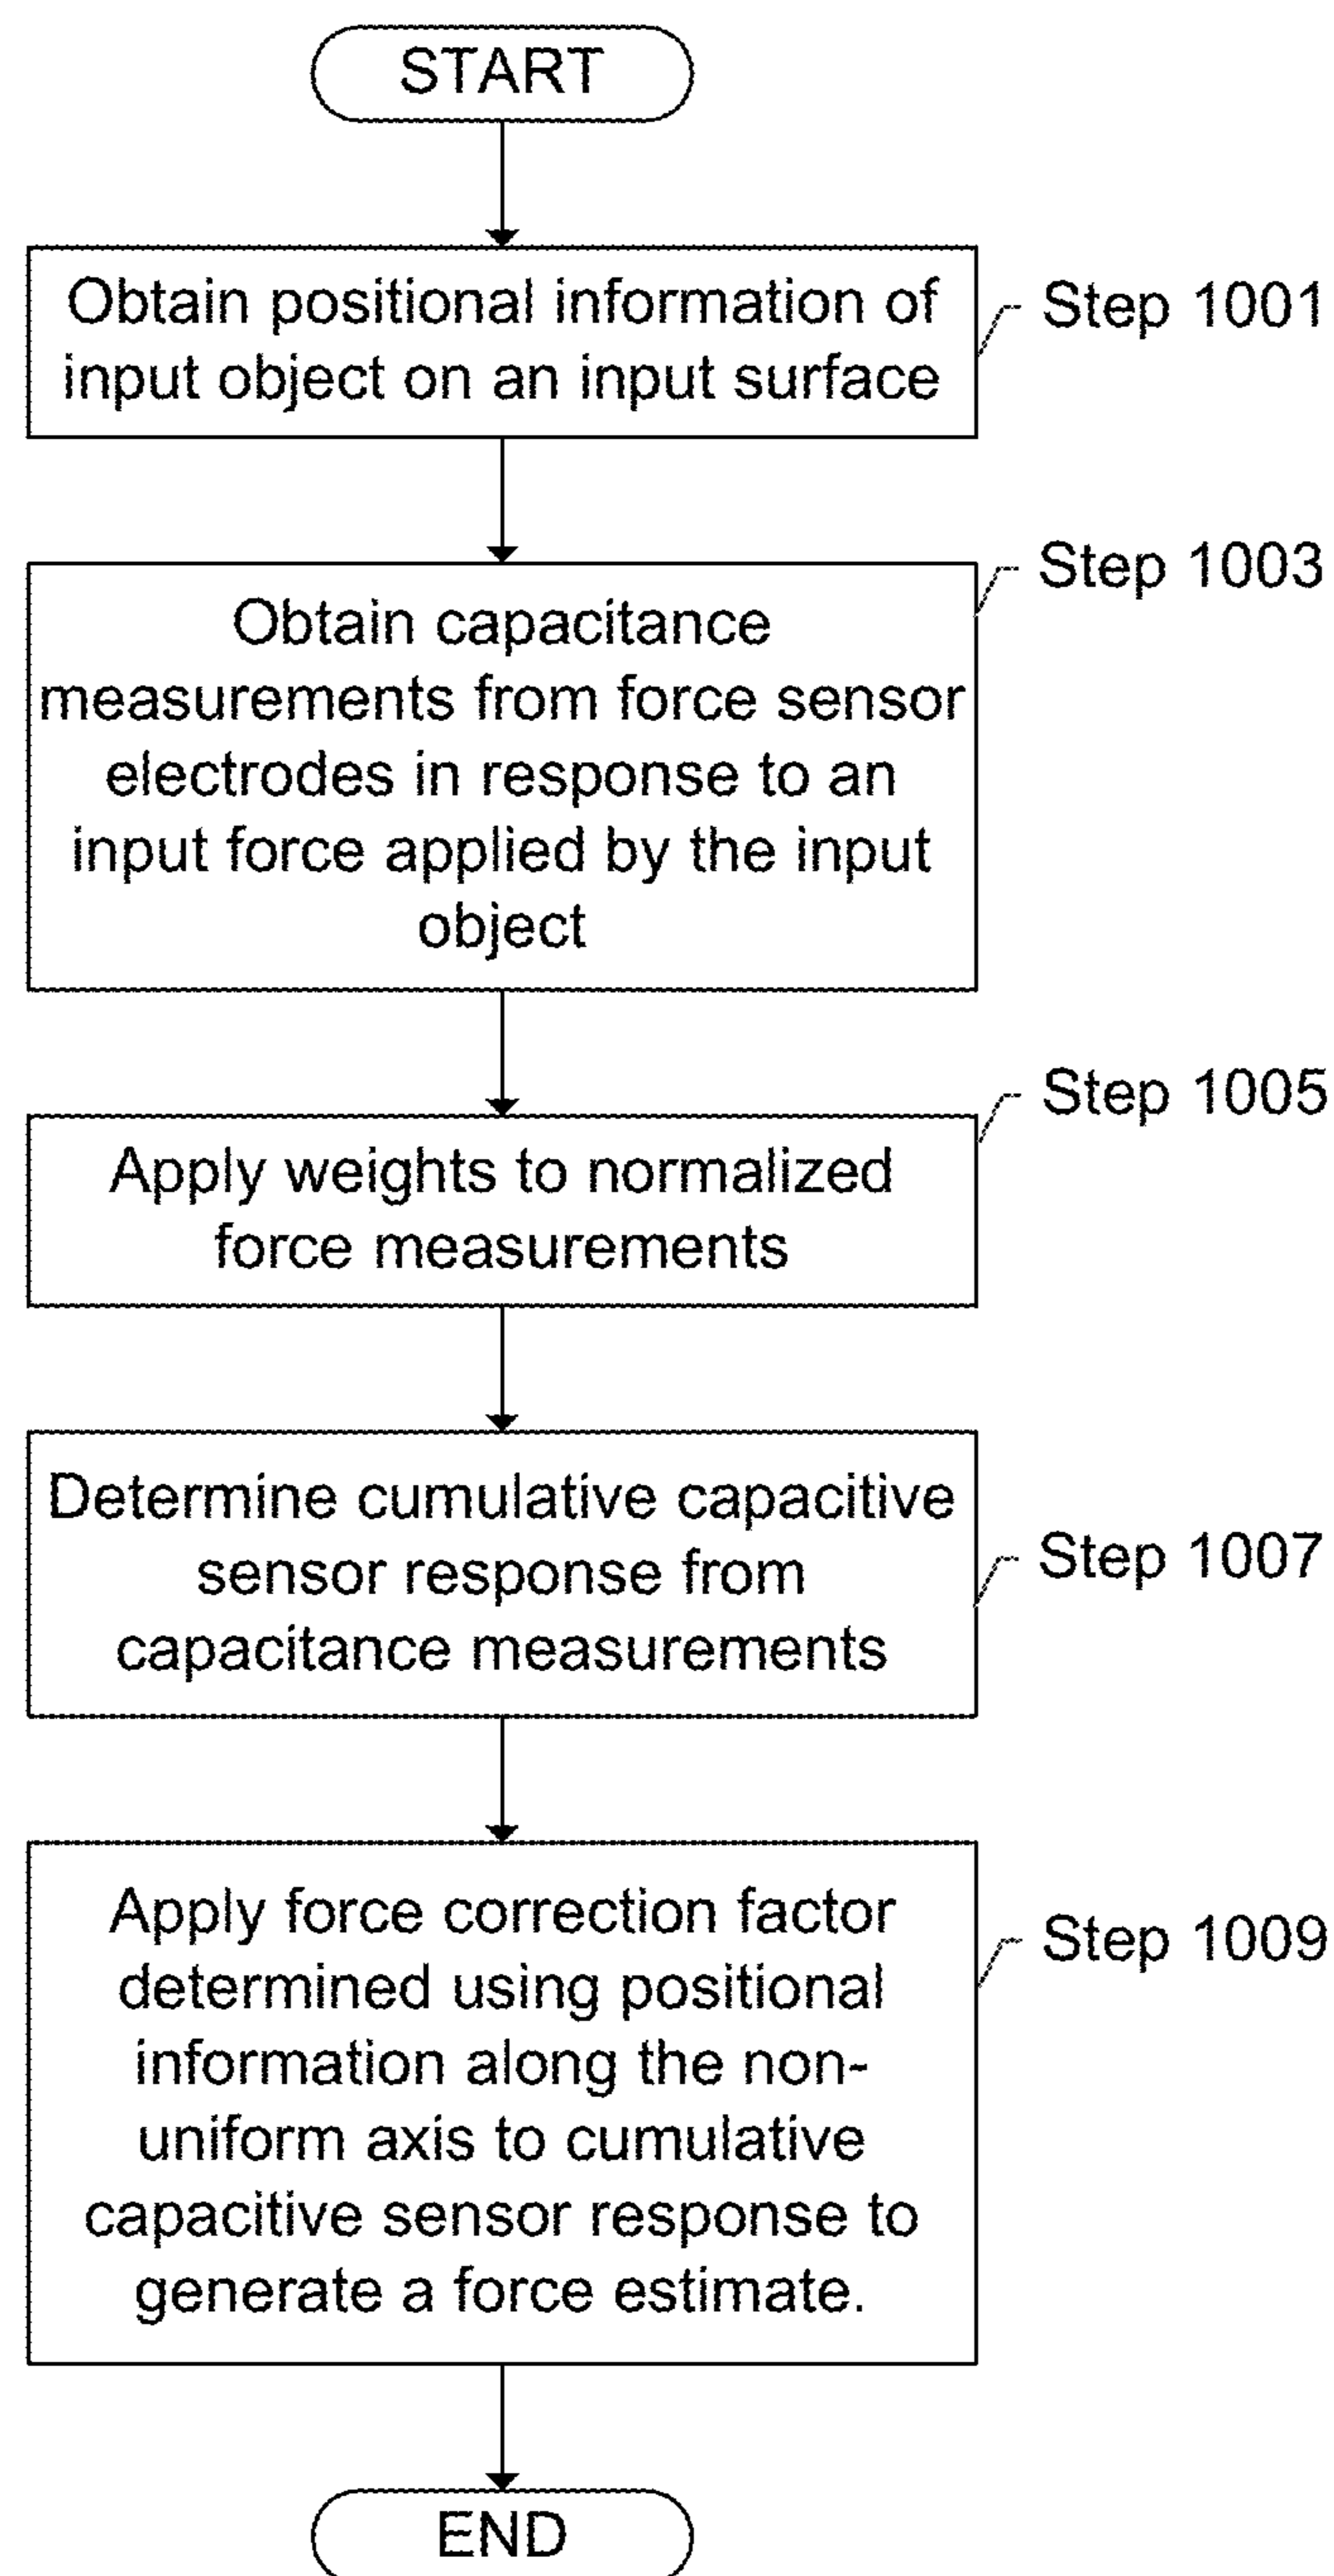 START
Obtain positional information of
input object on an input surface
Step 1001
Obtain capacitance
measurements from force sensor
electrodes in response to an
input force applied by the input
object
Step 1003
Apply weights to normalized
force measurements
Step 1005
Determine cumulative capacitive
sensor response from
capacitance measurements
Step 1007
Apply force correction factor
determined using positional
information along the non-
uniform axis to cumulative
capacitive sensor response to
generate a force estimate.
Step 1009
END